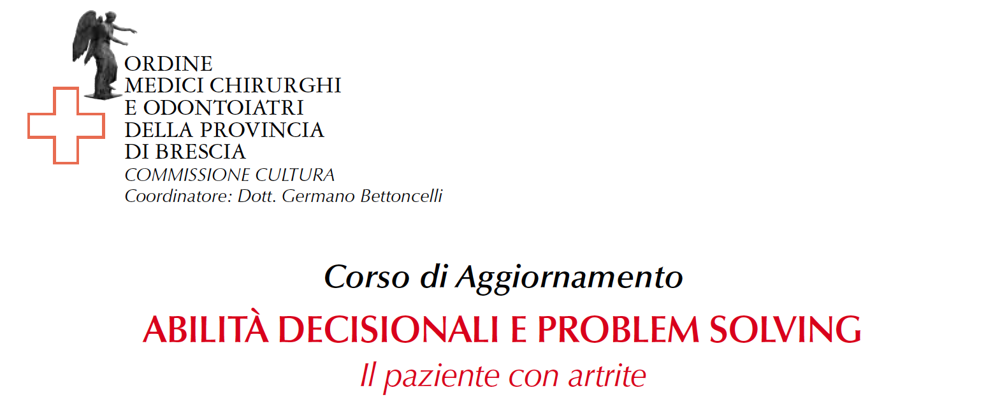 ORDINE
MEDICI CHIRURGHI
E ODONTOIATRI
DELLA PROVINCIA
DI BRESCIA
COMMISSIONE CULTURA
Coordinatore: Dott. Germano Bettoncelli
Corso di Aggiornamento
ABILITÀ DECISIONALI E PROBLEM SOLVING
Il paziente con artrite